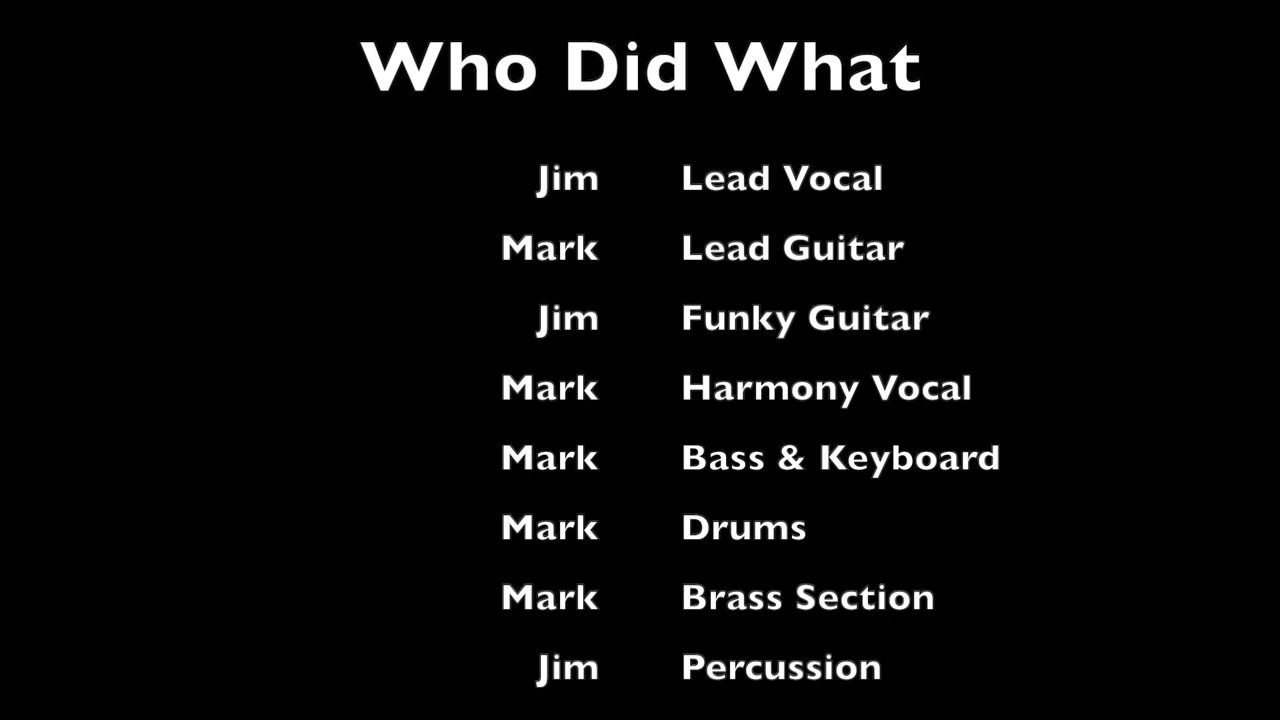 Who Did What
Jim Lead Vocal
Mark Lead Guitar
Jim Funky Guitar
Mark Harmony Vocal
Mark Bass & Keyboard
Mark Drums
Mark Brass Section
Jim Percussion